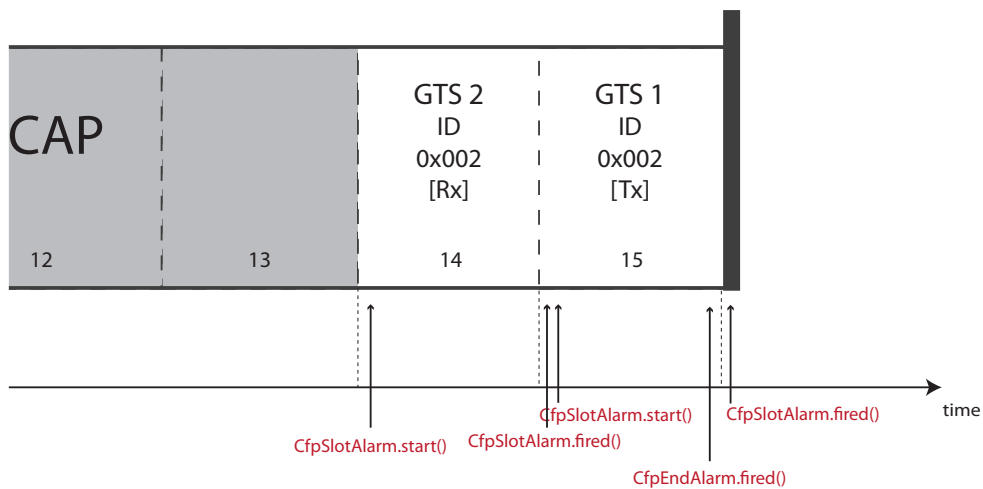 CAP
GTS 2
ID
0x002
[Rx]
GTS 1
ID
0x002
[Tx]
12
13
14
15
time
CfpSlotAlarm.start()
CfpSlotAlarm.fired()
CfpSlotAlarm.start()
CfpSlotAlarm.fired()
CfpEndAlarm.fired()